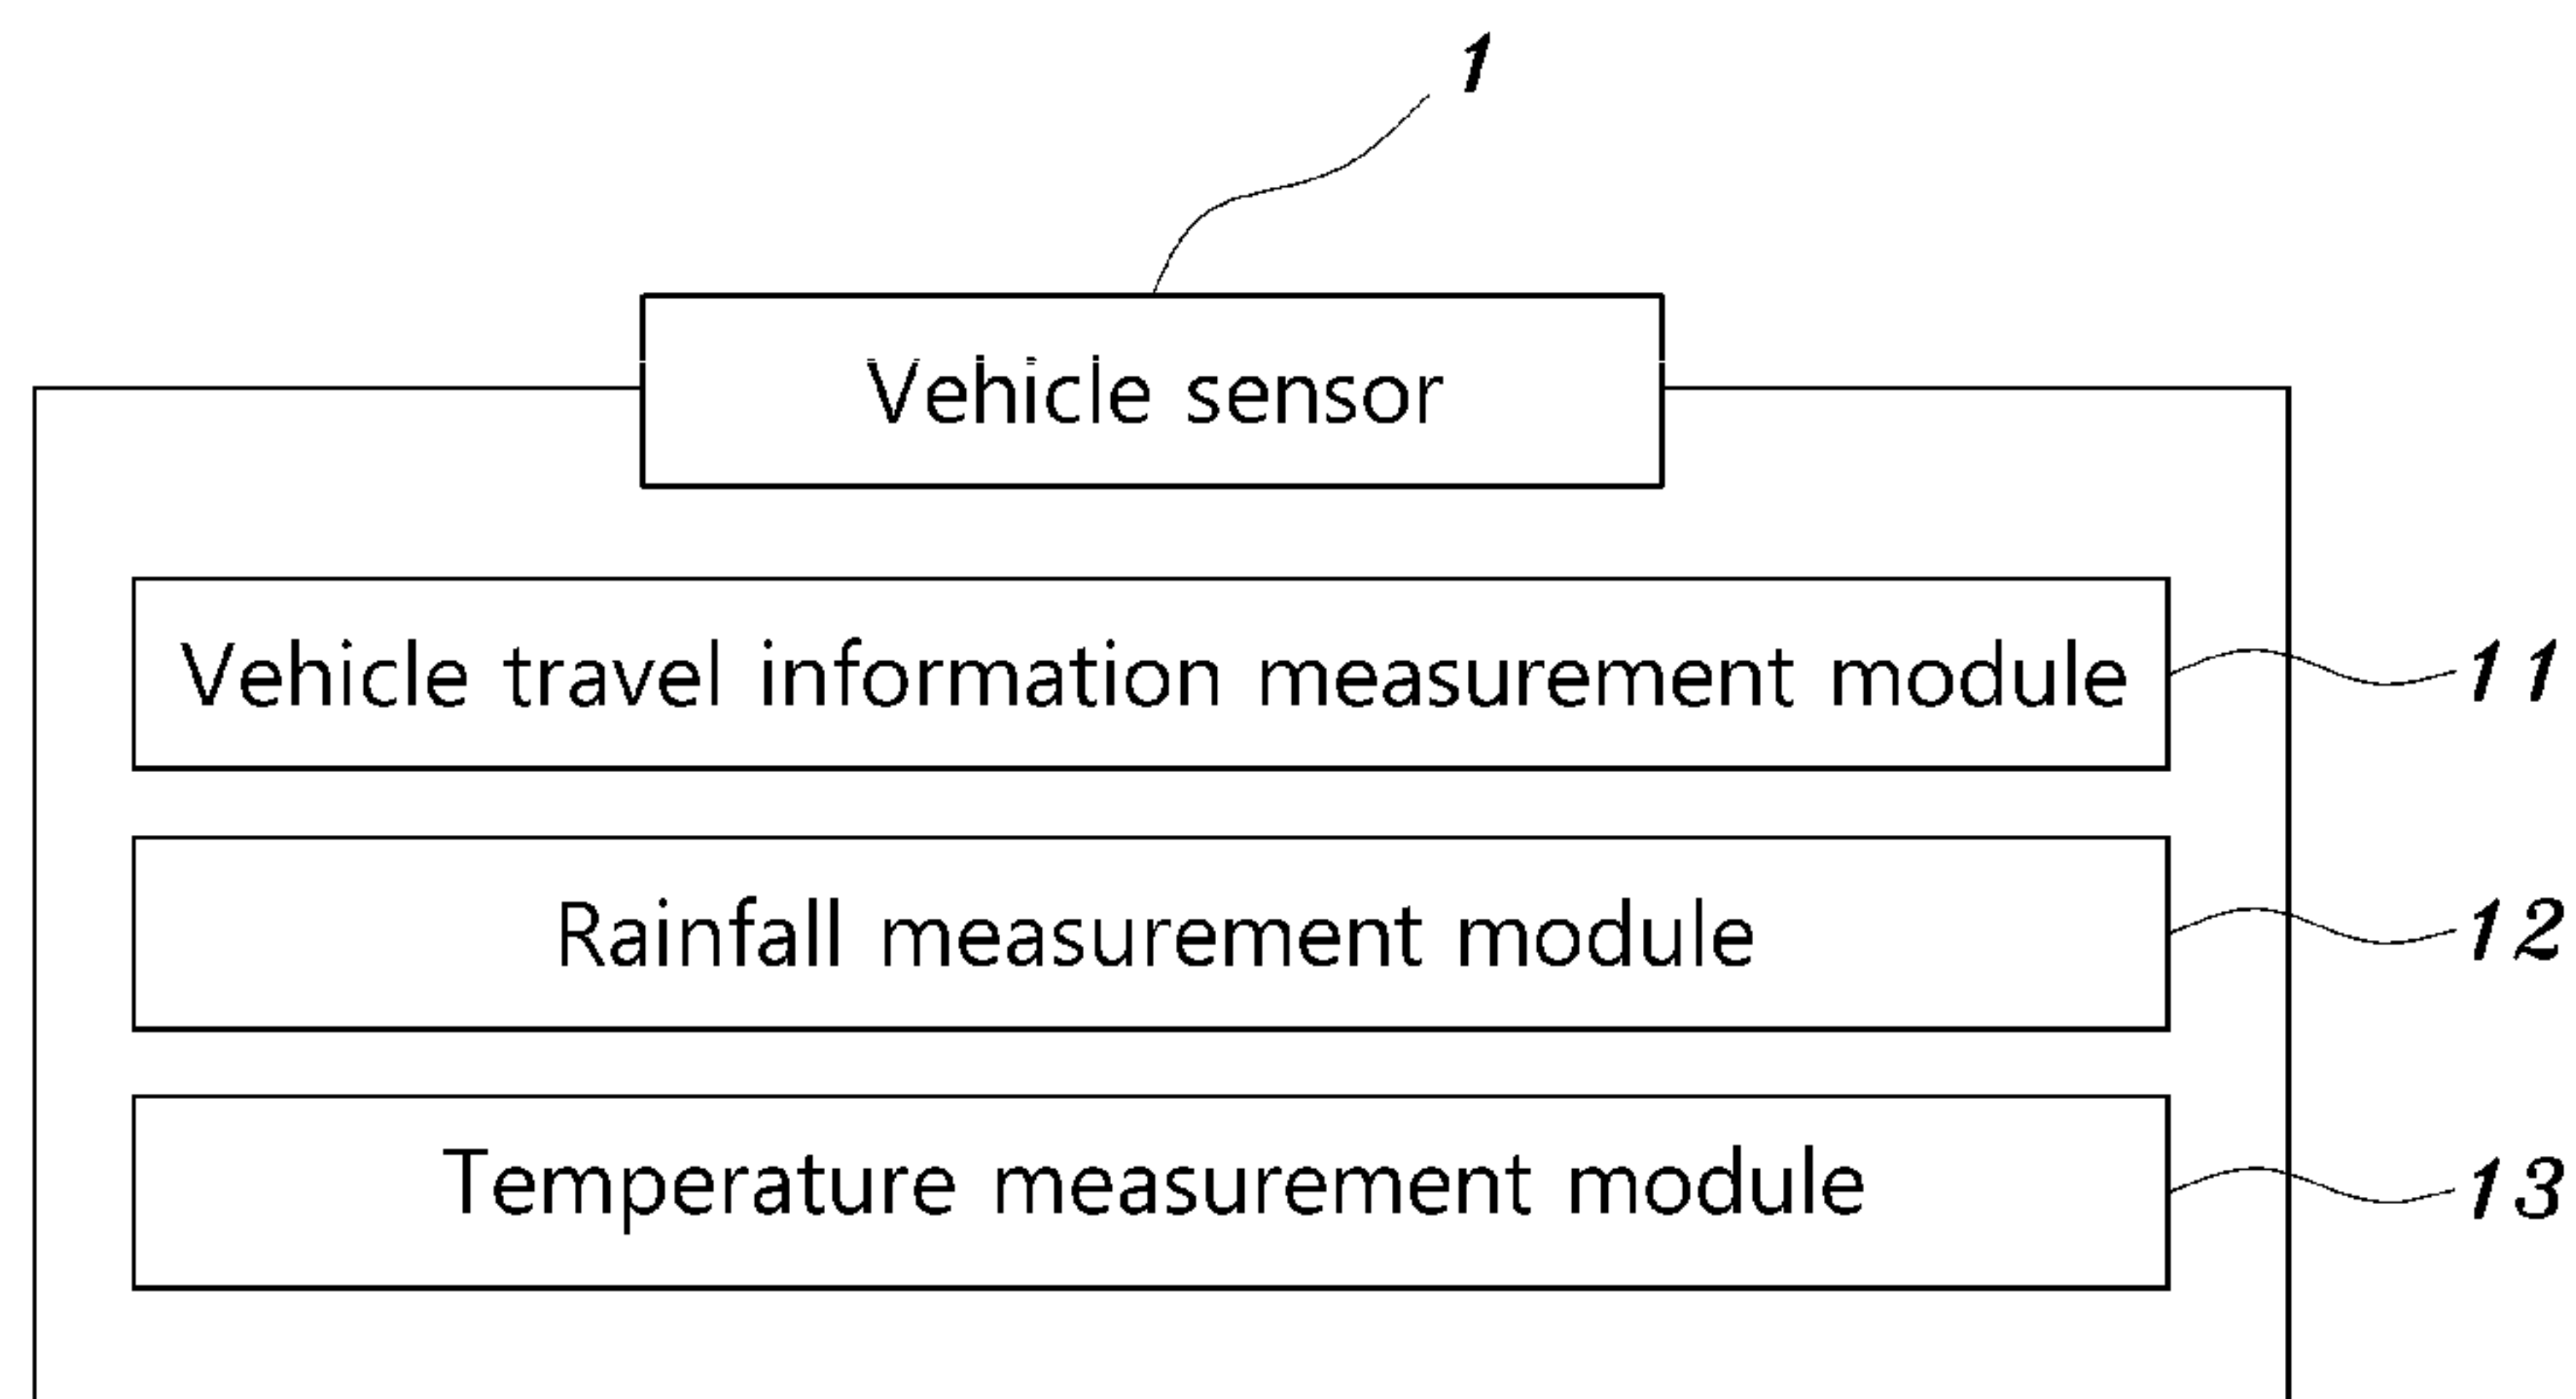 1
Vehicle sensor
Vehicle travel information measurement module 11
Rainfall measurement module 12
Temperature measurement module 13